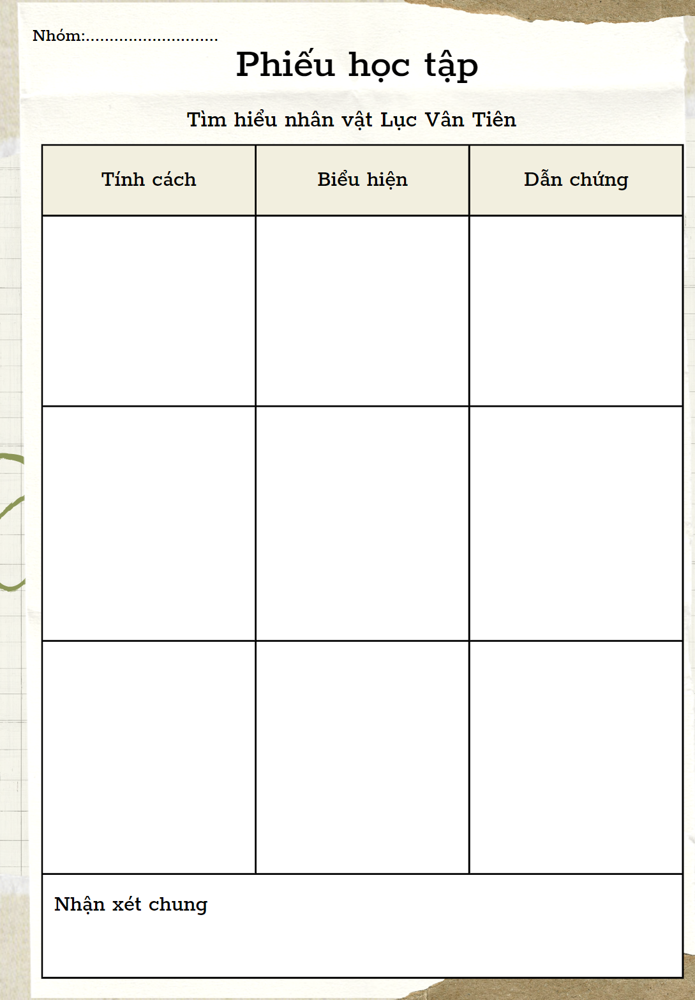 Nhóm:............................
Phiếu học tập
Tìm hiểu nhân vật Lục Vân Tiên
Tính cách Biểu hiện Dẫn chứng
Nhận xét chung